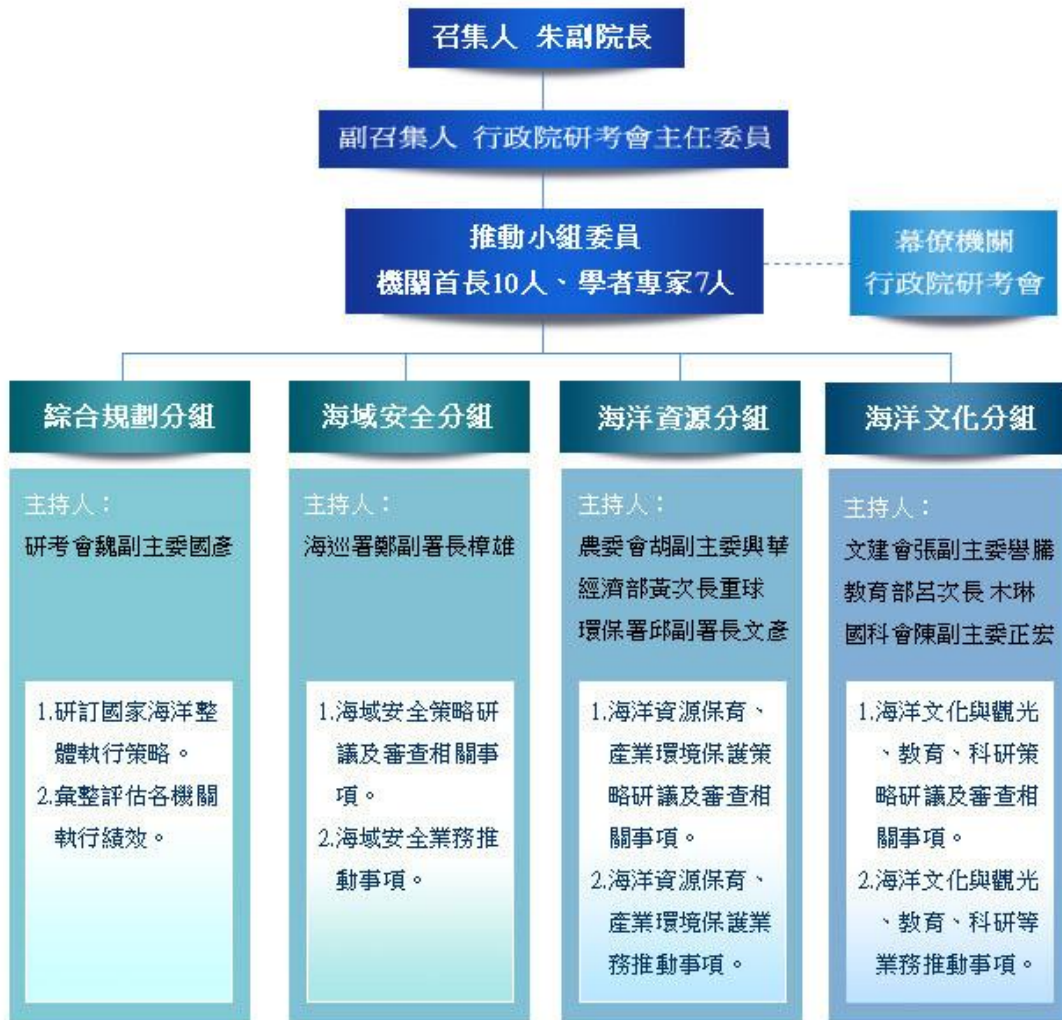 召集人 朱副院長
副召集人 行政院研考會主任委員
推動小組委員
機關首長10人、學者專家7人
幕僚機關
行政院研考會
綜合規劃分組
主持人：
研考會魏副主委國彥
1.研訂國家海洋整
體執行策略。
2.彙整評估各機關
執行績效。
海域安全分組
主持人：
海巡署鄭副署長樟雄
1.海域安全策略研
議及審查相關事
項。
2.海域安全業務推
動事項。
海洋資源分組
主持人：
農委會胡副主委興華
經濟部黃次長重球
環保署邱副署長文彥
1.海洋資源保育、
產業環境保護策
略研議及審查相
關事項。
2.海洋資源保育、
產業環境保護業
務推動事項。
海洋文化分組
主持人：
文建會張副主委譽騰
教育部呂次長 木琳
國科會陳副主委正宏
1.海洋文化與觀光
、教育、科研策
略研議及審查相
關事項。
2.海洋文化與觀光
、教育、科研等
業務推動事項。